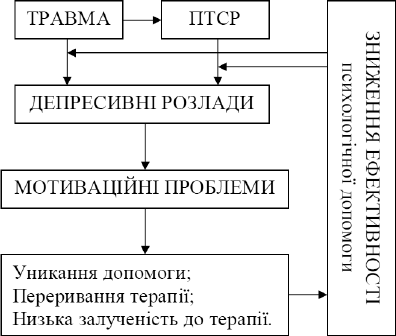 ТРАВМА
ПТСР
ДЕПРЕСИВНІ РОЗЛАДИ
МОТИВАЦІЙНІ ПРОБЛЕМИ
Уникання допомоги;
Переривання терапії;
Низька залученість до терапії.
ЗНИЖЕННЯ ЕФЕКТИВНОСТІ
психологічної допомоги